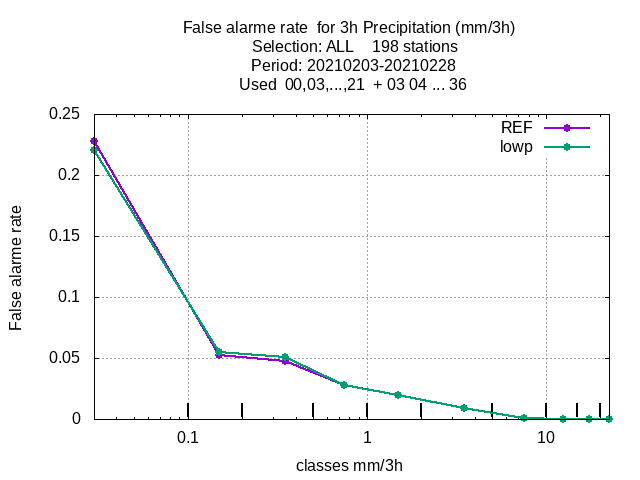 False alarme rate  for 3h Precipitation (mm/3h)
Selection: ALL    198 stations
Period: 20210203-20210228
Used  00,03,...,21  + 03 04 ... 36
REF
lowp
0.25
0.2
0.15
0.1
0.05
0
False alarme rate
0.1
1
10
classes mm/3h